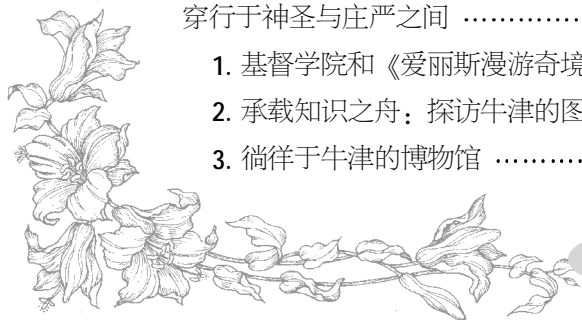 穿行于神圣与庄严之间 ……………
1. 基督学院和《爱丽斯漫游奇境
2. 承载知识之舟：探访牛津的图
3. 徜徉于牛津的博物馆 …………